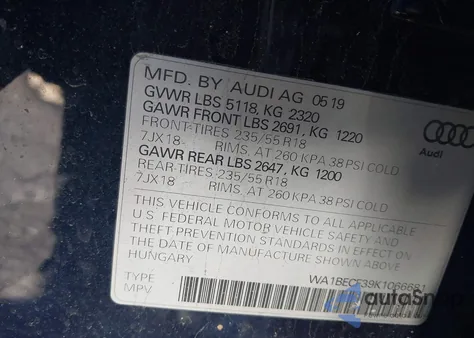 MFD. BY AUDI AG 05 19
GVWR LBS 5118, KG 2320
GAWR FRONT LBS 2691, KG 1220
FRONT-TIRES 235/55 R18
7JX18 RIMS, AT 260 KPA 38 PSI COLD
GAWR REAR LBS 2647, KG 1200
REAR-TIRES 235/55 R18
7JX18 RIMS, AT 260 KPA 38 PSI COLD
Audi
THIS VEHICLE CONFORMS TO ALL APPLICABLE
U.S. FEDERAL MOTOR VEHICLE SAFETY AND
THEFT PREVENTION STANDARDS IN EFFECT ON
THE DATE OF MANUFACTURE SHOWN ABOVE
HUNGARY
TYPE
MPV
WA1BECF39K1066681
autoSnap